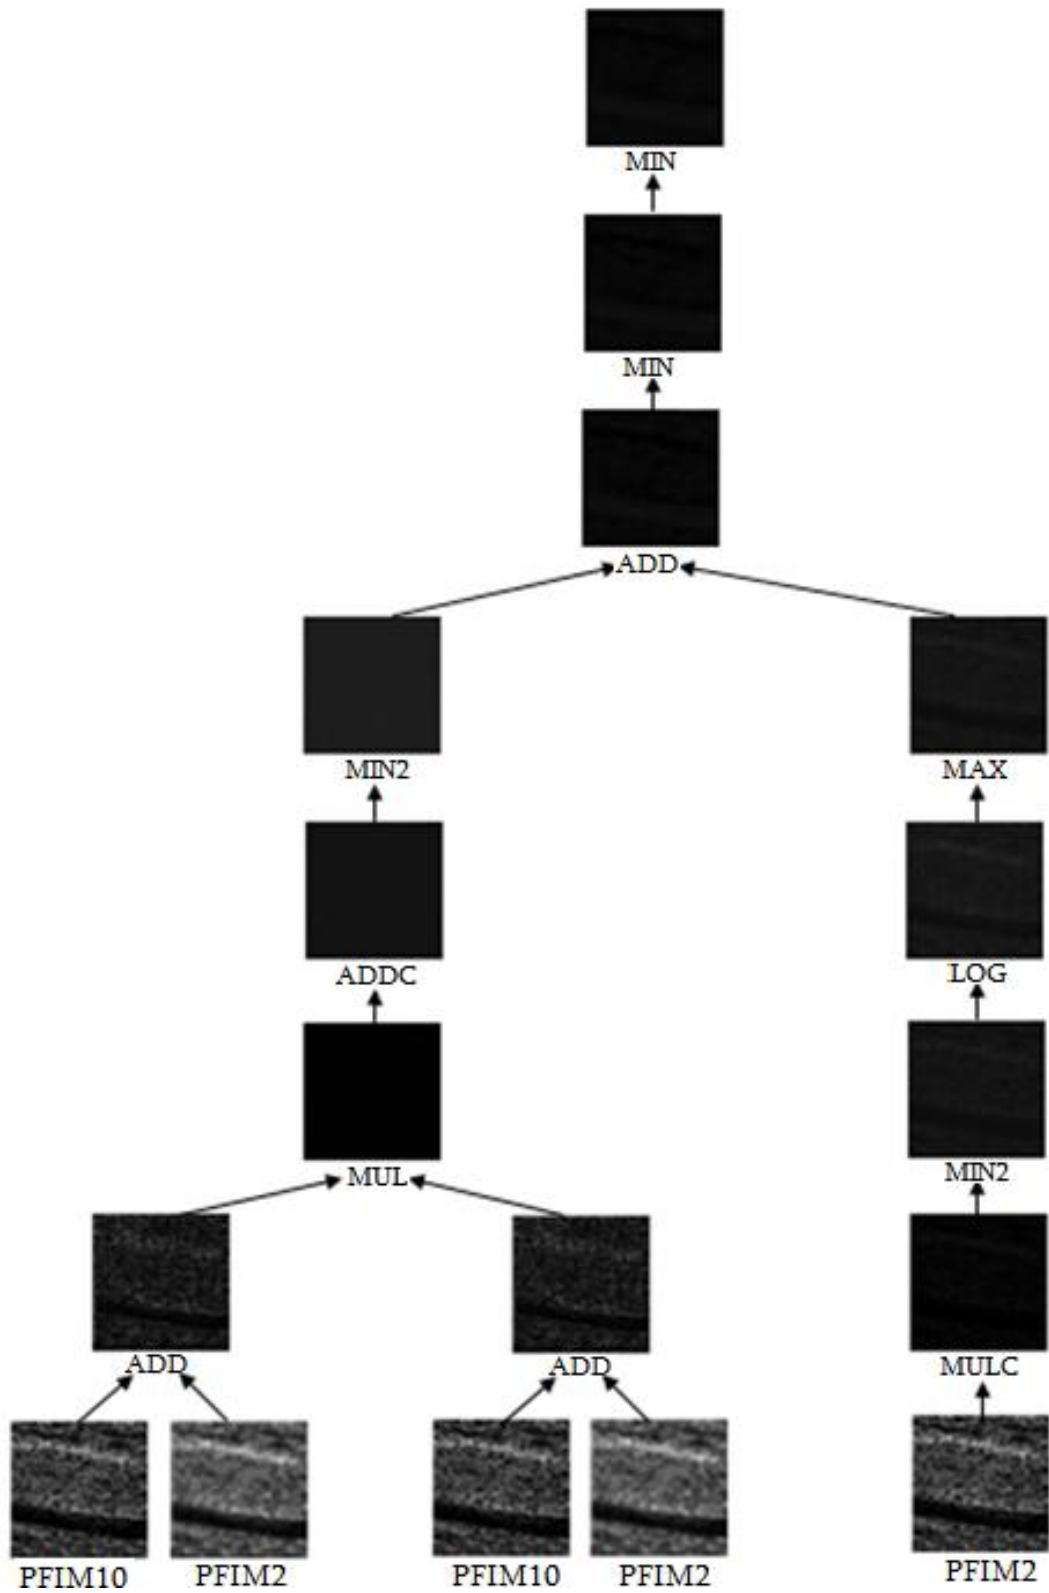 MIN
MIN
ADD
MIN2 MAX
ADDC LOG
MUL MIN2
ADD ADD MULC
PFIM10 PFIM2 PFIM10 PFIM2 PFIM2